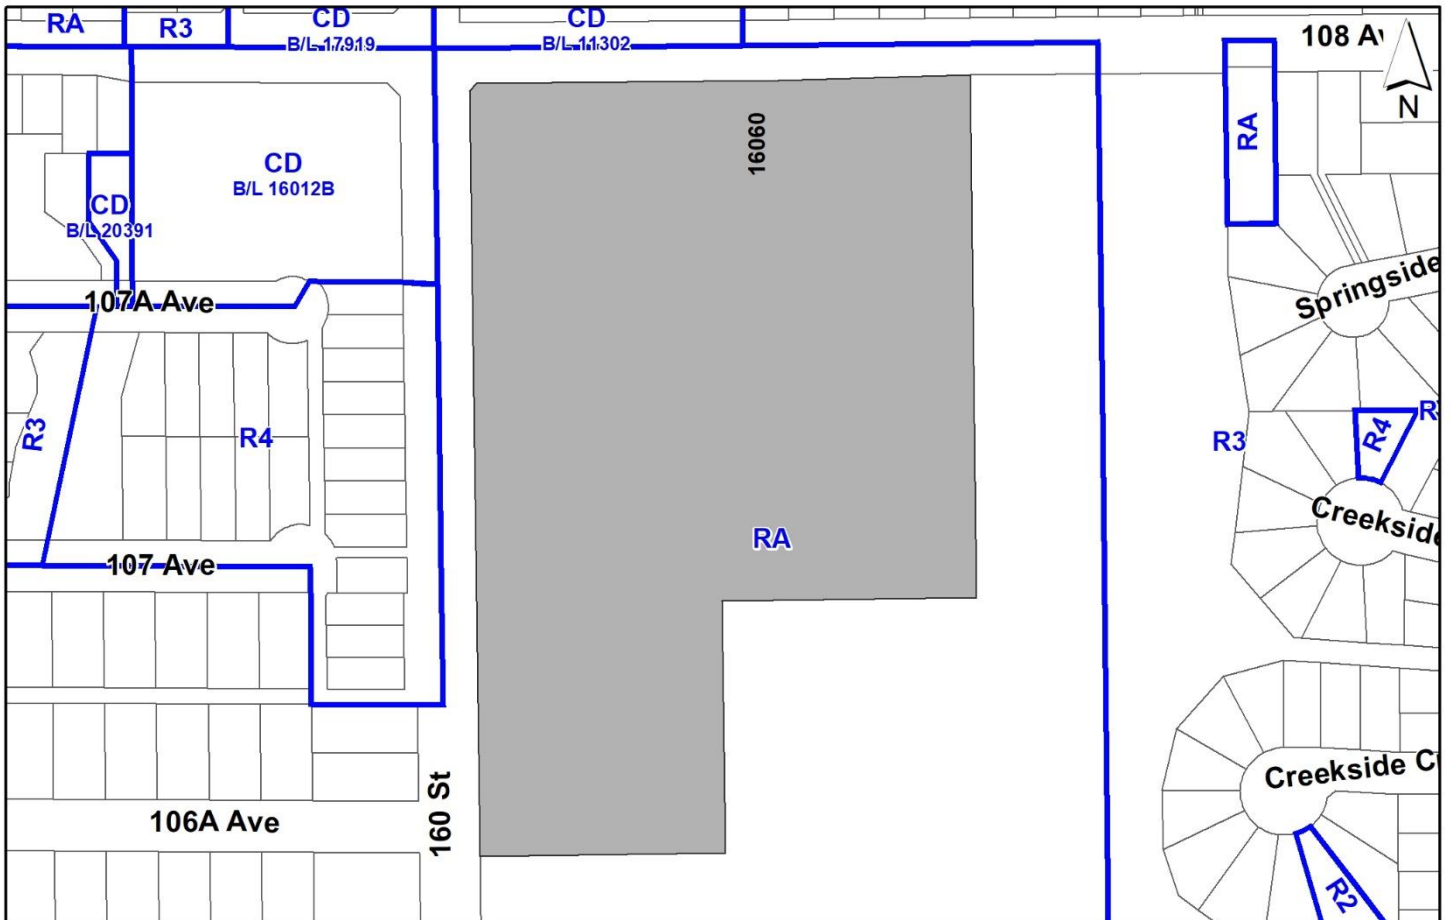 RA
R3
CD
B/L 17919
CD
B/L 11302
108 Av
N
16060
RA
CD
B/L 16012B
CD
B/L 20391
107A Ave
Springside
R3
R4
R3
R4
Creekside
RA
107 Ave
160 St
106A Ave
Creekside
R2